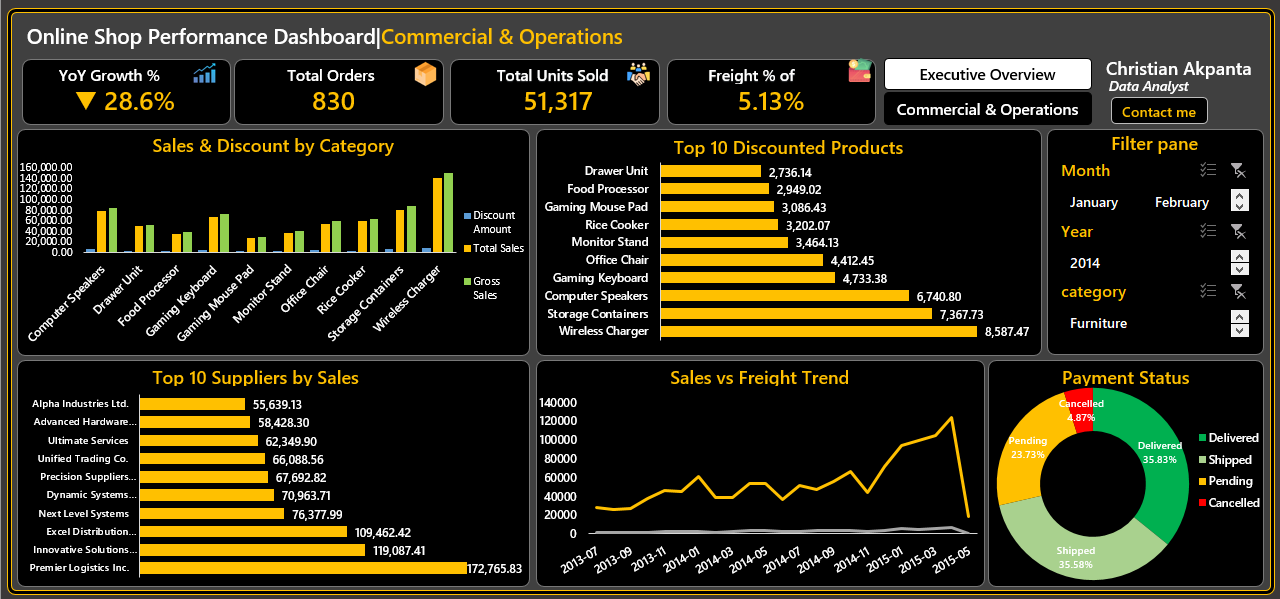 Online Shop Performance Dashboard|Commercial & Operations
YoY Growth %
▼ 28.6%
Total Orders
830
Total Units Sold
51,317
Freight % of
5.13%
Executive Overview
Commercial & Operations
Christian Akpanta
Data Analyst
Contact me
Sales & Discount by Category
160,000.00
140,000.00
120,000.00
100,000.00
80,000.00
60,000.00
40,000.00
20,000.00
0.00
Computer Speakers
Drawer Unit
Food Processor
Gaming Keyboard
Gaming Mouse Pad
Monitor Stand
Office Chair
Rice Cooker
Storage Containers
Wireless Charger
Discount
Amount
Total Sales
Gross
Sales
Top 10 Discounted Products
Drawer Unit 2,736.14
Food Processor 2,949.02
Gaming Mouse Pad 3,086.43
Rice Cooker 3,202.07
Monitor Stand 3,464.13
Office Chair 4,412.45
Gaming Keyboard 4,733.38
Computer Speakers 6,740.80
Storage Containers 7,367.73
Wireless Charger 8,587.47
Filter pane
Month
January February
Year
2014
category
Furniture
Top 10 Suppliers by Sales
Alpha Industries Ltd. 55,639.13
Advanced Hardware... 58,428.30
Ultimate Services 62,349.90
Unified Trading Co. 66,088.56
Precision Suppliers... 67,692.82
Dynamic Systems... 70,963.71
Next Level Systems 76,377.99
Excel Distribution... 109,462.42
Innovative Solutions... 119,087.41
Premier Logistics Inc. 172,765.83
Sales vs Freight Trend
140000
120000
100000
80000
60000
40000
20000
0
2013-07
2013-09
2013-11
2014-01
2014-03
2014-05
2014-07
2014-09
2014-11
2015-01
2015-03
2015-05
Payment Status
Cancelled
4.87%
Pending
23.73%
Delivered
35.83%
Shipped
35.58%
Delivered
Shipped
Pending
Cancelled